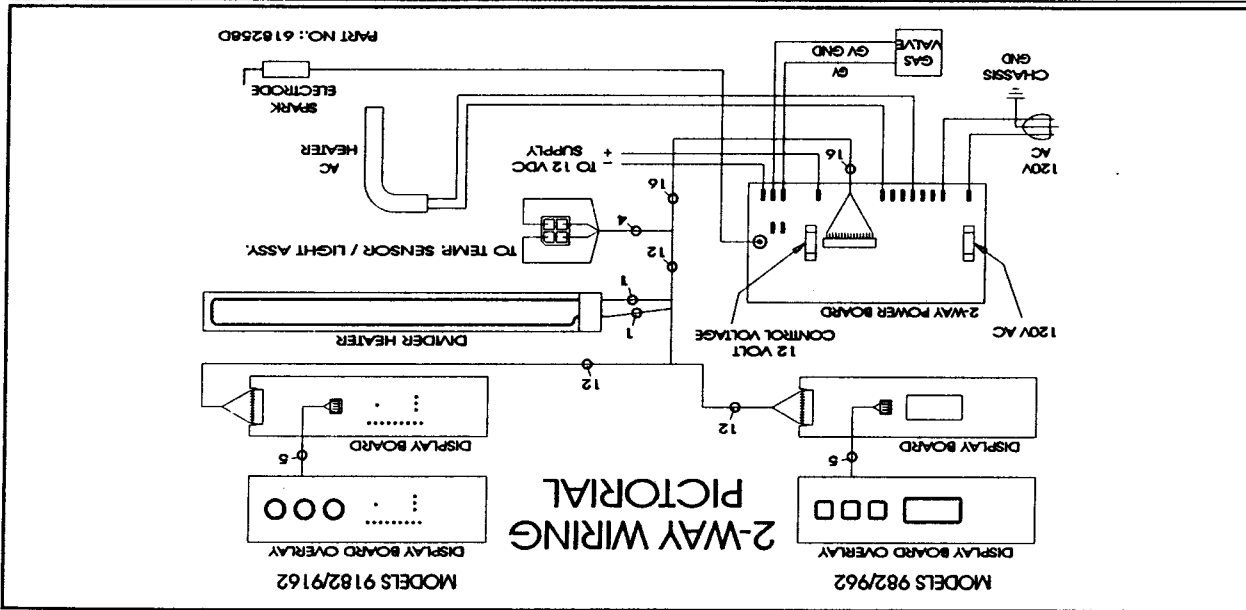 MODELS 982/962
MODELS 9182/9162
DISPLAY BOARD OVERLAY
DISPLAY BOARD OVERLAY
2-WAY WIRING
PICTORIAL
5
5
DISPLAY BOARD
DISPLAY BOARD
12
12
120V AC
2-WAY POWER BOARD
12 VOLT
CONTROL VOLTAGE
DIVIDER HEATER
1
1
12
TO TEMP. SENSOR / LIGHT ASSY.
4
16
16
120V
AC
CHASSIS
GND
TO 12 VDC
SUPPLY
-
+
AC
HEATER
GAS
VALVE
GV
GV GND
SPARK
ELECTRODE
PART NO.: 618258D